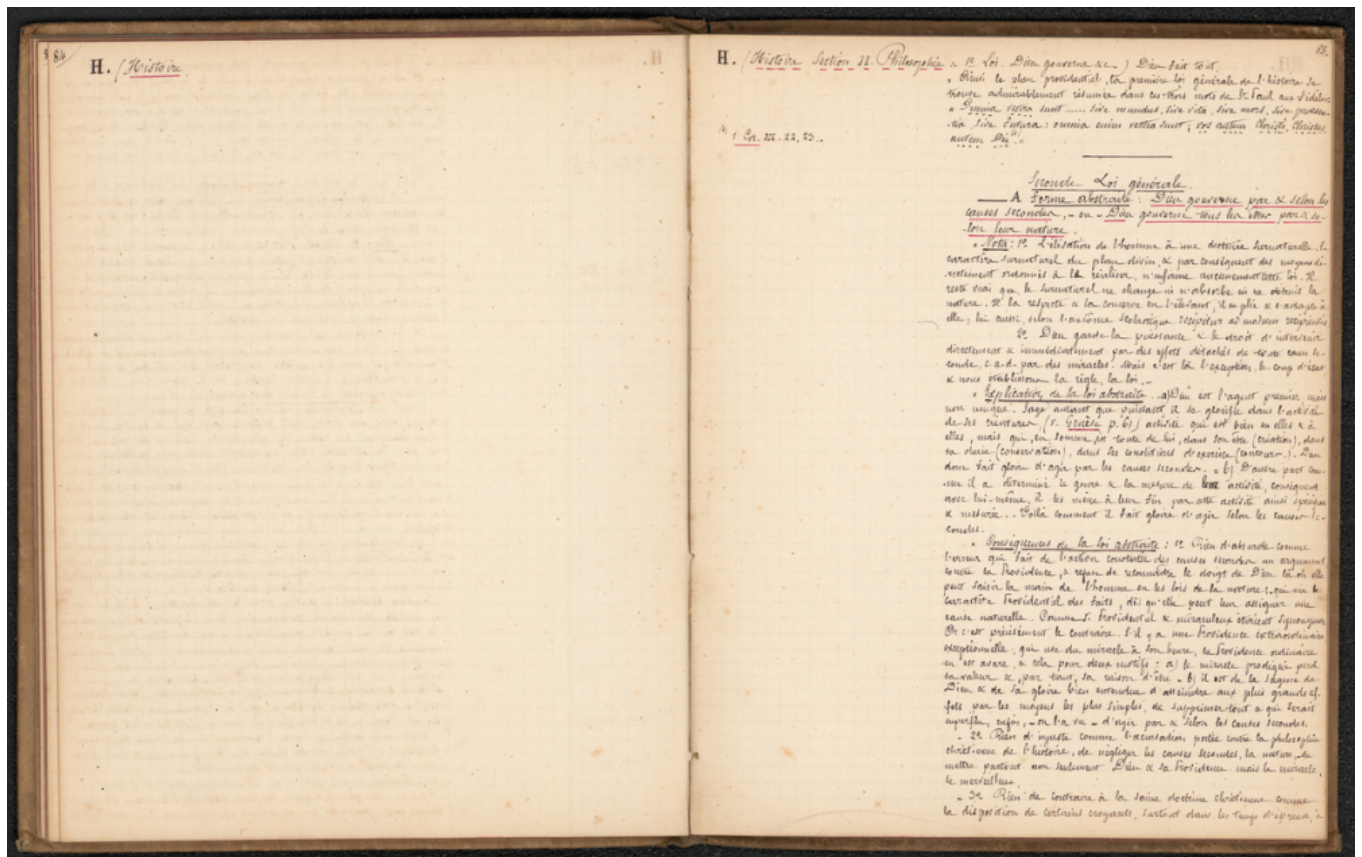 84
H. (Histoire.
85.
H. (Histoire Section II. Philosophie » 1º Loi. Dieu gouverne &c.) Dieu fait tout.
« Ainsi le plan providentiel, la première loi générale de l'histoire se
trouve admirablement résumée dans ces trois mots de St Paul aux fidèles:
« Omnia vestra sunt ..... sive mundus, sive vita, sive mors, sive præsen-
tia, sive futura: omnia enim vestra sunt; vos autem Christi, Christus
autem Dei. »
1 Cor. III. 22, 23..
Seconde Loi générale.
A Forme abstraite: Dieu gouverne par & selon les
causes secondes, - ou - Dieu gouverne tous les êtres par & se-
lon leur nature.
« Nota: 1º L'élévation de l'homme à une destinée surnaturelle, le
caractère surnaturel du plan divin, & par conséquent des moyens di-
rectement ordonnés à le réaliser, n'infirme aucunement cette loi. Il
reste vrai que le surnaturel ne change ni n'absorbe ni ne détruit la
nature. Il la respecte & la conserve en l'élevant, il se plie & s'adapte à
elle; lui aussi, selon l'axiome scolastique recipitur ad modum recipientis
2º Dieu garde la puissance & le droit d'intervenir
directement & immédiatement par des effets détachés de toute cause se-
conde, c.a.d. par des miracles. Mais c'est là l'exception, le coup d'état
& nous établissons la règle, la loi. -
« Explication de la loi abstraite. - a) Dieu est l'agent premier mais
non unique. Sage autant que puissant il se glorifie dans l'activité
de ses créatures, (v. Genèse p. 61) activité qui est bien en elles & à
elles, mais qui, en somme, est toute de lui, dans son être (création), dans
sa durée (conservation), dans ses conditions d'exercice (concours). Dieu
donc fait gloire d'agir par les causes secondes. - b) D'autre part com-
me il a déterminé le genre & la mesure de leur activité, conséquent
avec lui-même, il les mène à leur fin par cette activité ainsi spécifiée
& mesurée. - Voilà comment il fait gloire d'agir selon les causes se-
condes.
« Conséquences de la loi abstraite: 1º Rien d'absurde comme
l'erreur qui fait de l'action constatée des causes secondes un argument
contre la Providence, & refuse de reconnaître le doigt de Dieu là où elle
peut saisir la main de l'homme ou les lois de la nature; qui nie le
caractère Providentiel des faits, dès qu'elle peut leur assigner une
cause naturelle. Comme si Providentiel & miraculeux étaient synonymes
Or c'est précisément le contraire. S'il y a une Providence extraordinaire
exceptionnelle, qui use du miracle à son heure, la Providence ordinaire
en est avare, & cela pour deux motifs: a) le miracle prodigué perd
sa valeur &, par tant, sa raison d'être - b) il est de la sagesse de
Dieu & de sa gloire bien entendue d'atteindre aux plus grands ef-
fets par les moyens les plus simples, de supprimer tout ce qui serait
superflu, enfin, - on l'a vu - d'agir par & selon les causes secondes.
- 2º Rien d'injuste comme l'accusation portée contre la philosophie
chrétienne de l'histoire, de négliger les causes secondes, la nature, de
mettre partout non seulement Dieu & sa Providence mais le miracle,
le merveilleux.
- 3º Rien de contraire à la saine doctrine chrétienne comme
la disposition de certains croyants, surtout dans les temps d'épreuve, à